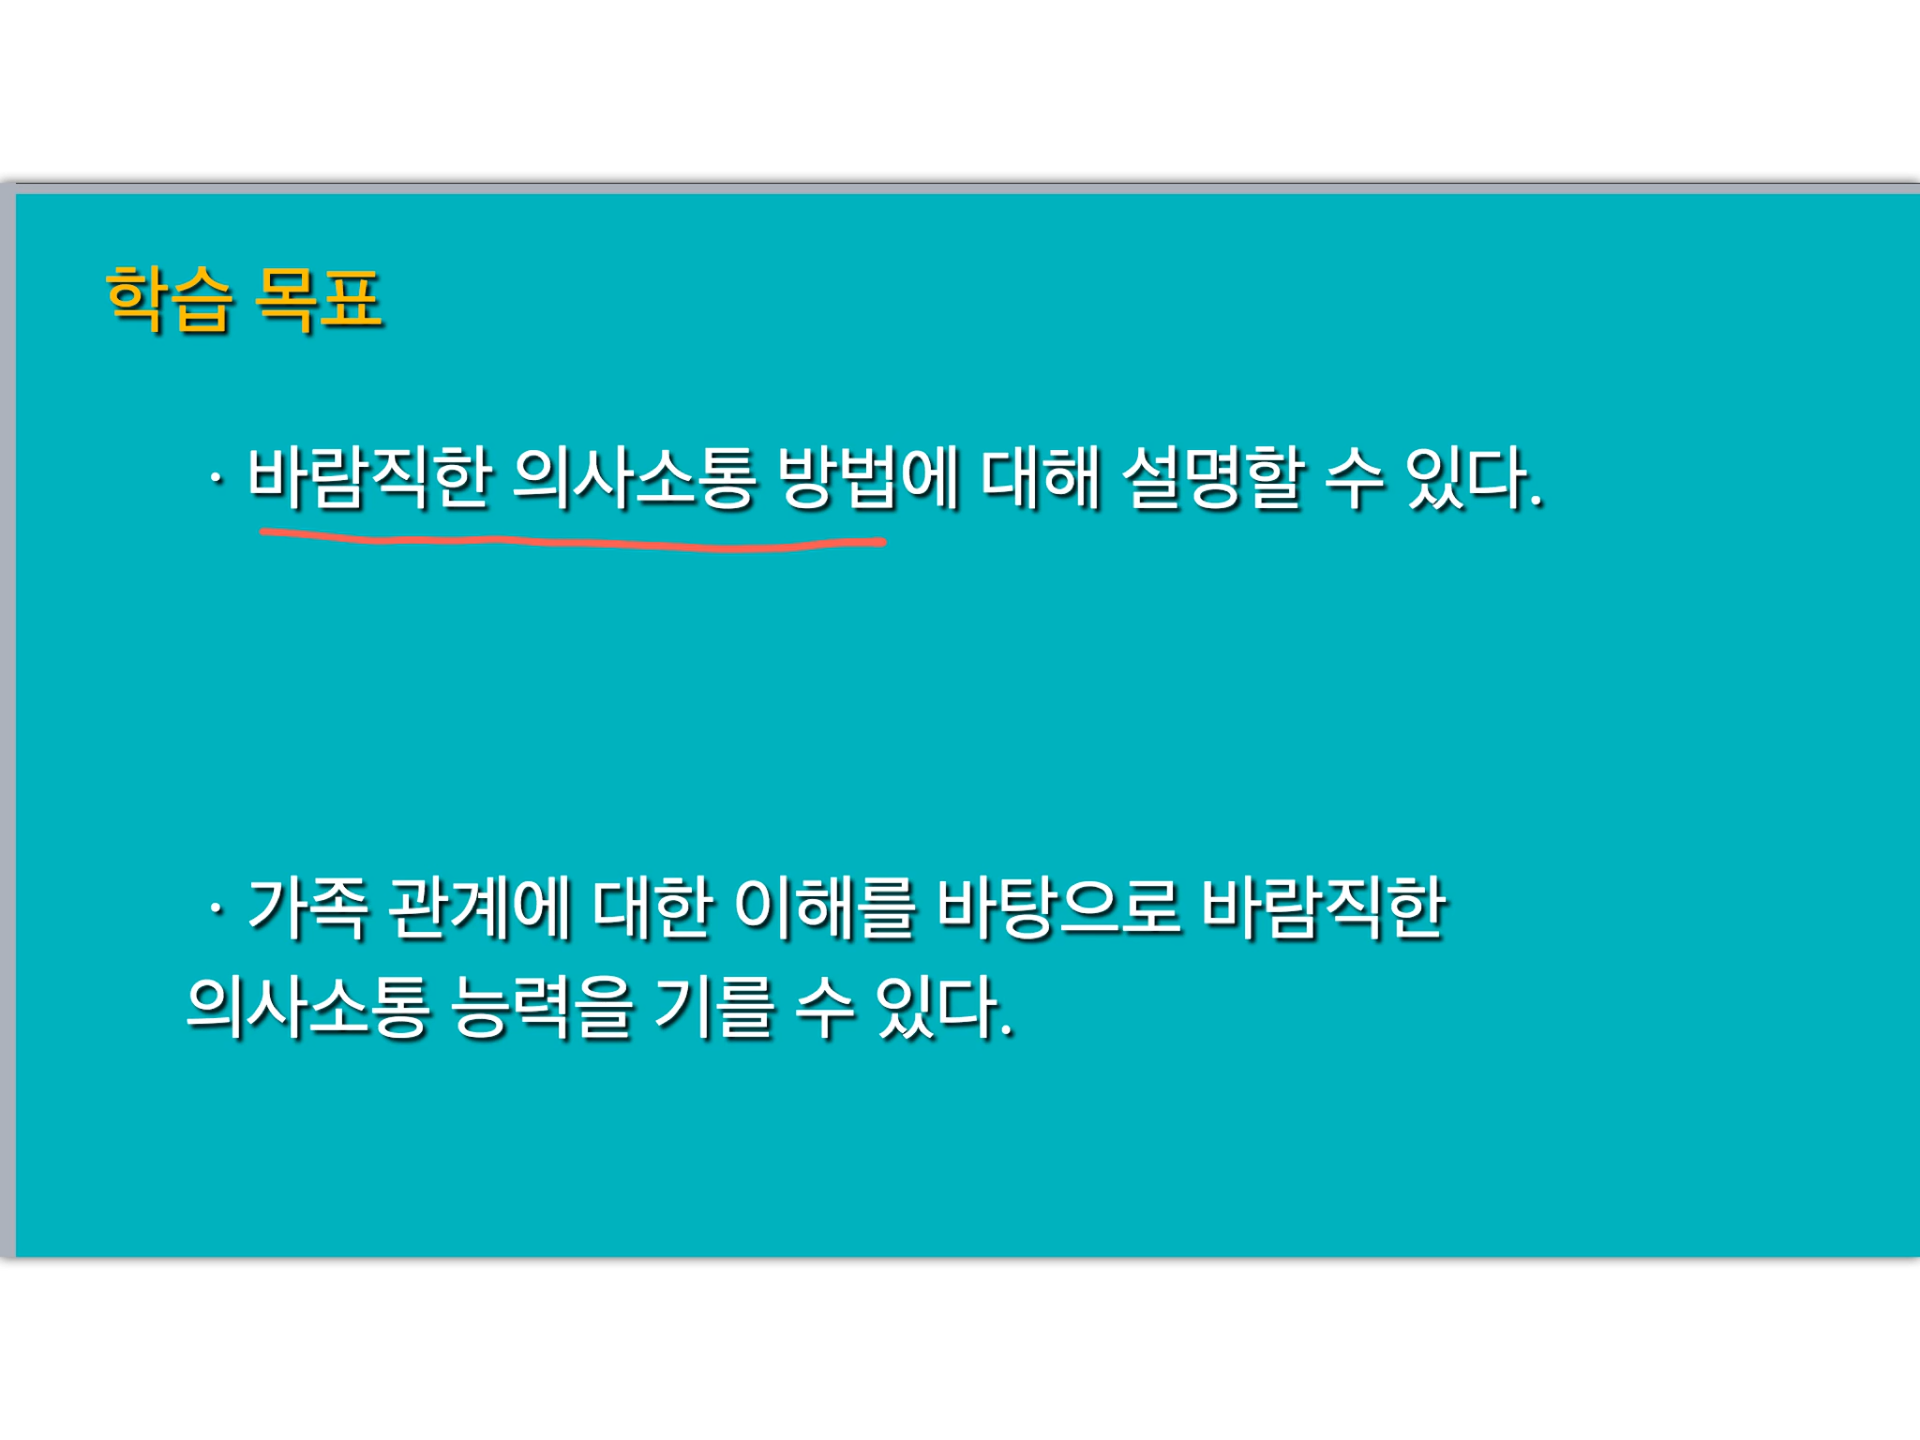 학습 목표
· 바람직한 의사소통 방법에 대해 설명할 수 있다.
· 가족 관계에 대한 이해를 바탕으로 바람직한
의사소통 능력을 기를 수 있다.